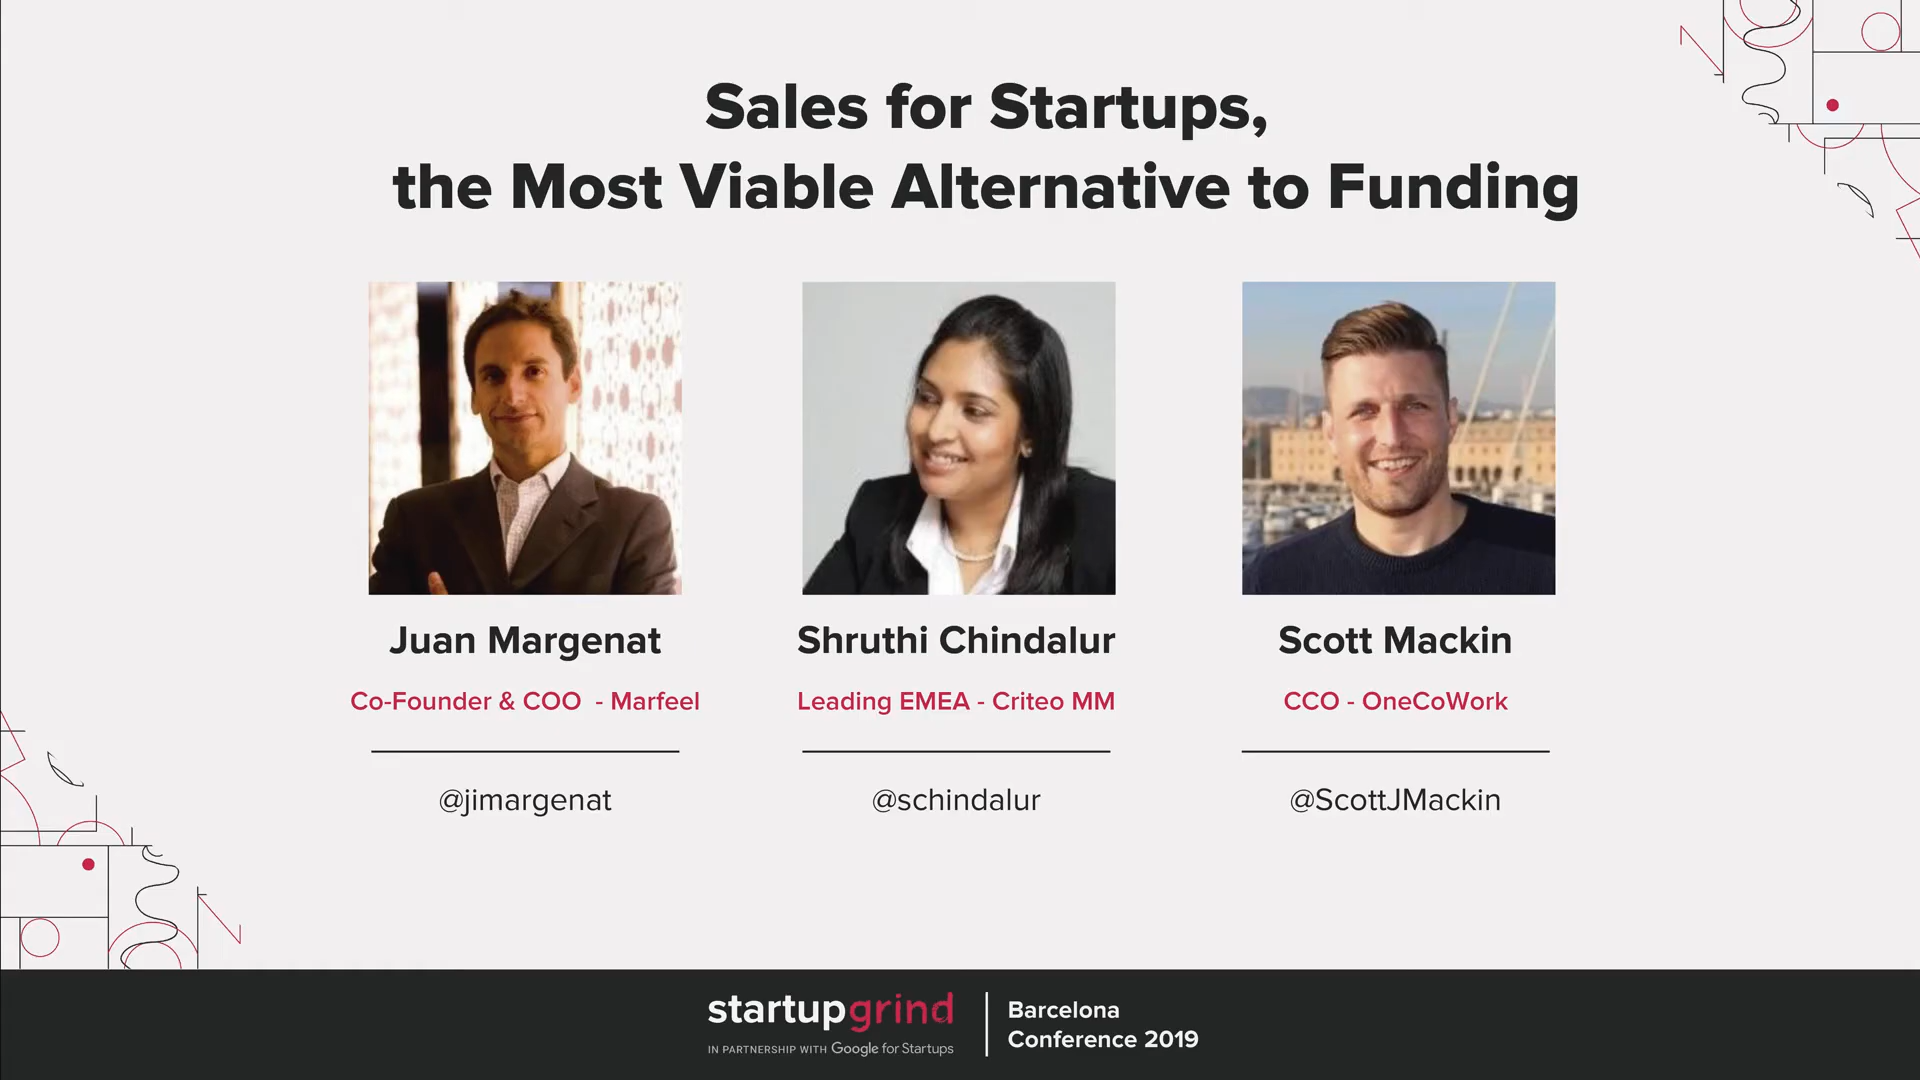 Sales for Startups,
the Most Viable Alternative to Funding
Juan Margenat
Co-Founder & COO - Marfeel
@jimargenat
Shruthi Chindalur
Leading EMEA - Criteo MM
@schindalur
Scott Mackin
CCO - OneCoWork
@ScottJMackin
startupgrind
IN PARTNERSHIP WITH Google for Startups
Barcelona
Conference 2019